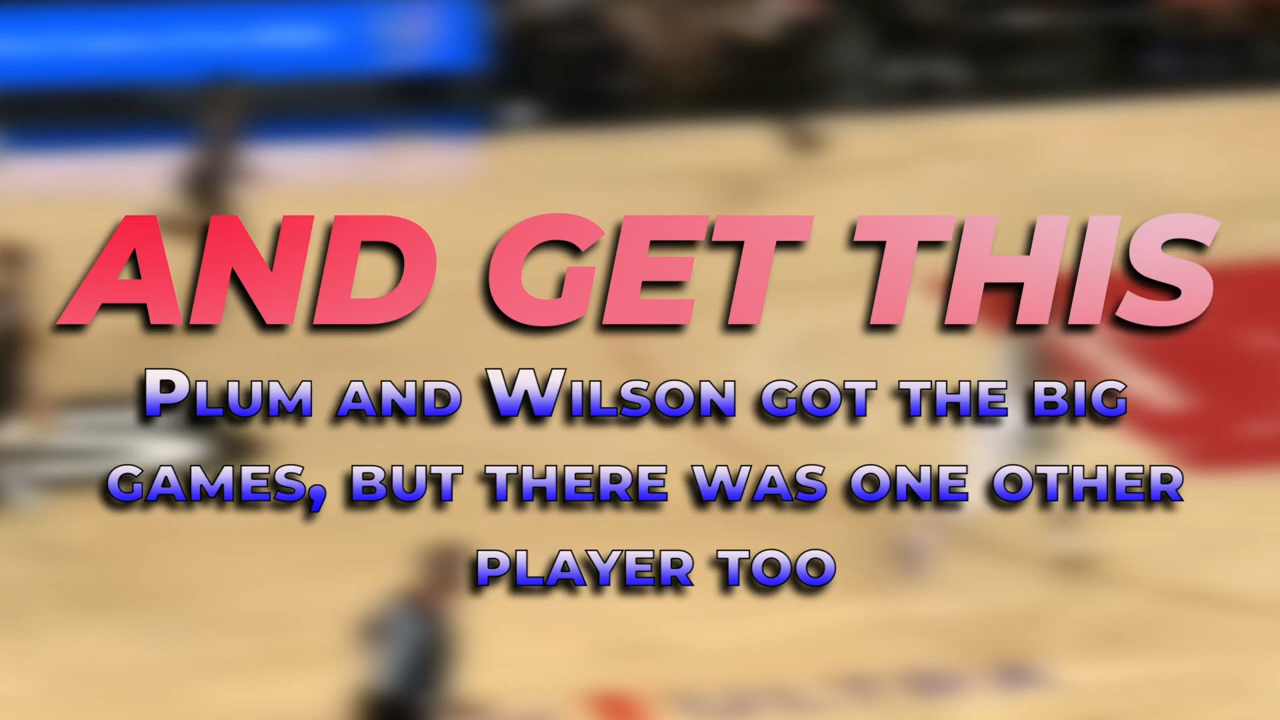 AND GET THIS
Plum and Wilson got the big
games, but there was one other
player too